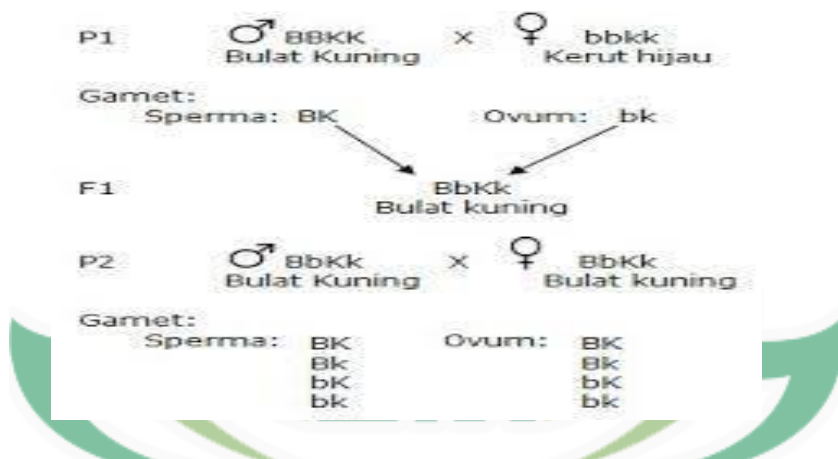 P1 ♂ BBKK X ♀ bbkk
Bulat Kuning Kerut hijau
Gamet:
Sperma: BK Ovum: bk
F1 BbKk
Bulat kuning
P2 ♂ BbKk X ♀ BbKk
Bulat Kuning Bulat kuning
Gamet:
Sperma: BK Ovum: BK
Bk Bk
bK bK
bk bk